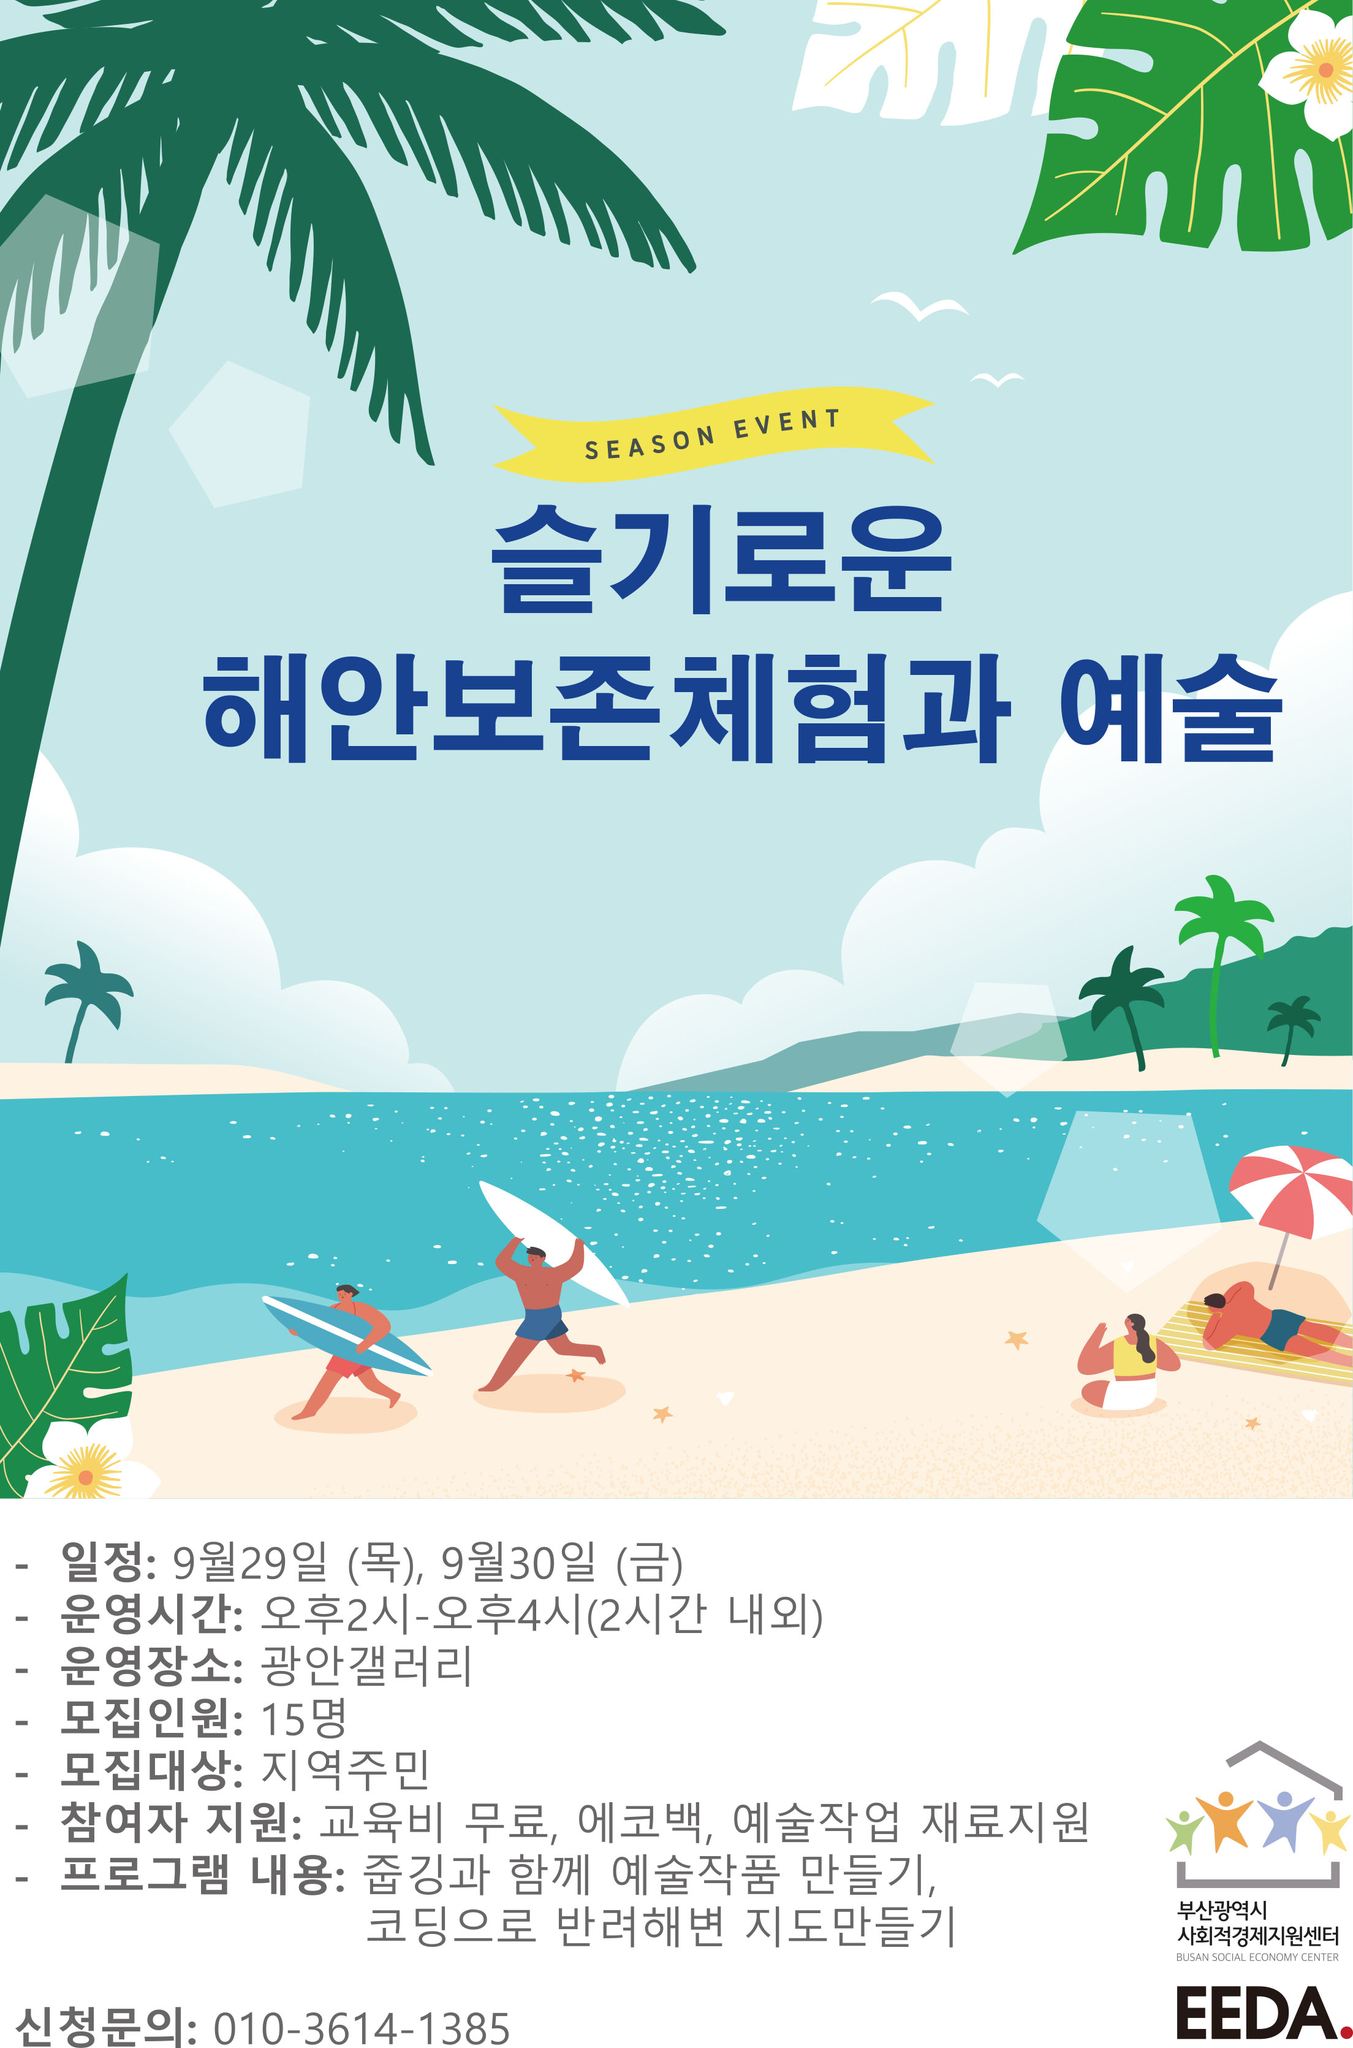 SEASON EVENT
슬기로운
해안보존체험과 예술
- 일정: 9월29일 (목), 9월30일 (금)
- 운영시간: 오후2시-오후4시(2시간 내외)
- 운영장소: 광안갤러리
- 모집인원: 15명
- 모집대상: 지역주민
- 참여자 지원: 교육비 무료, 에코백, 예술작업 재료지원
- 프로그램 내용: 줍깅과 함께 예술작품 만들기,
코딩으로 반려해변 지도만들기
신청문의: 010-3614-1385
부산광역시
사회적경제지원센터
BUSAN SOCIAL ECONOMY CENTER
EEDA.